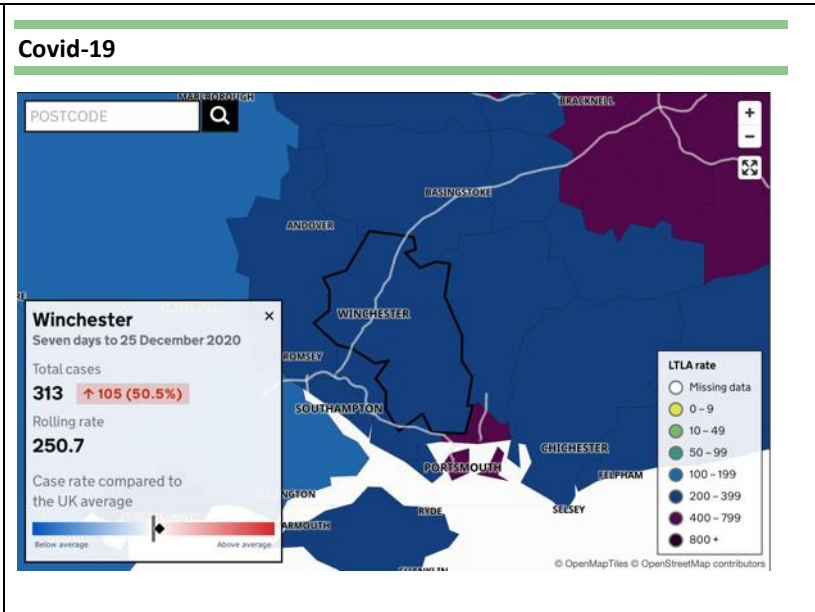 Covid-19
MARLBOROUGH
BRACKNELL
POSTCODE
+
−
BASINGSTOKE
ANDOVER
WINCHESTER
Winchester
×
Seven days to 25 December 2020
Total cases
313 ↑ 105 (50.5%)
Rolling rate
250.7
Case rate compared to
the UK average
Below average
Above average
ROMSEY
SOUTHAMPTON
PORTSMOUTH
CHICHESTER
FELPHAM
SELSEY
RYDE
LTLA rate
Missing data
0 – 9
10 – 49
50 – 99
100 – 199
200 – 399
400 – 799
800 +
© OpenMapTiles © OpenStreetMap contributors